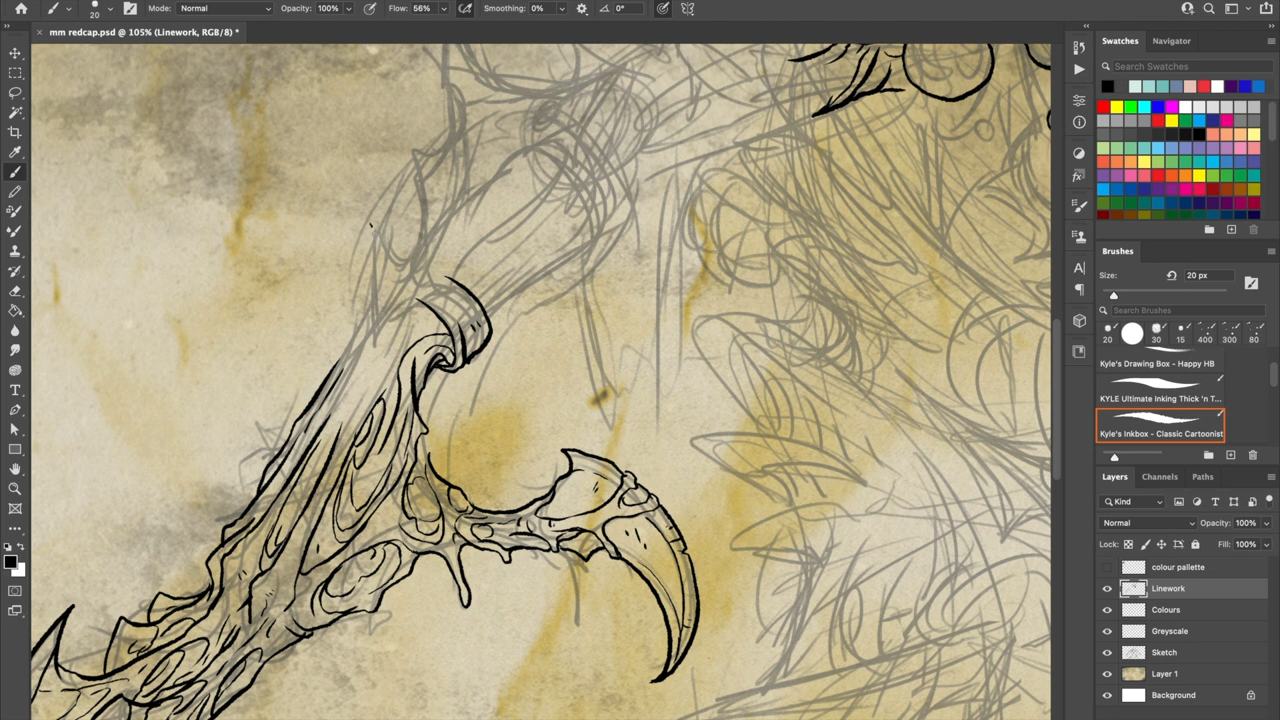 20 Mode: Normal Opacity: 100% Flow: 56% Smoothing: 0% 0°
mm redcap.psd @ 105% (Linework, RGB/8) *
Swatches Navigator
Search Swatches
Brushes
Size: 20 px
Search Brushes
20 30 15 400 300 80
Kyle's Drawing Box - Happy HB
KYLE Ultimate Inking Thick 'n T...
Kyle's Inkbox - Classic Cartoonist
Layers Channels Paths
Kind
Normal Opacity: 100%
Lock: Fill: 100%
colour pallette
Linework
Colours
Greyscale
Sketch
Layer 1
Background